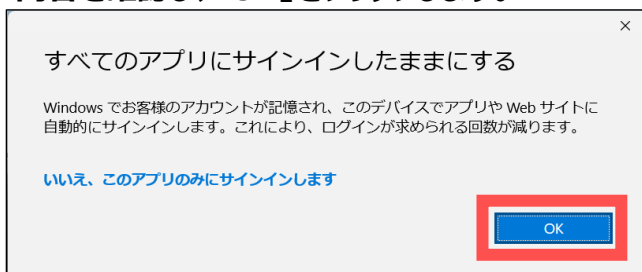 すべてのアプリにサインインしたままにする
Windows でお客様のアカウントが記憶され、このデバイスでアプリや Web サイトに
自動的にサインインします。これにより、ログインが求められる回数が減ります。
いいえ、このアプリのみにサインインします
OK